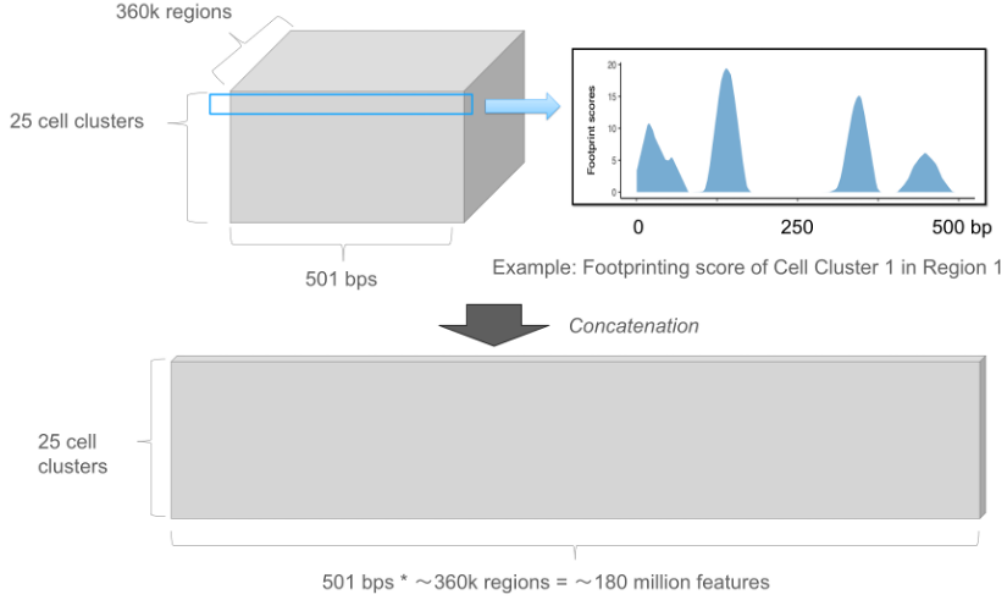 360k regions
25 cell clusters
501 bps
Footprint scores
20
15
10
5
0
0
250
500 bp
Example: Footprinting score of Cell Cluster 1 in Region 1
Concatenation
25 cell
clusters
501 bps * ~360k regions = ~180 million features